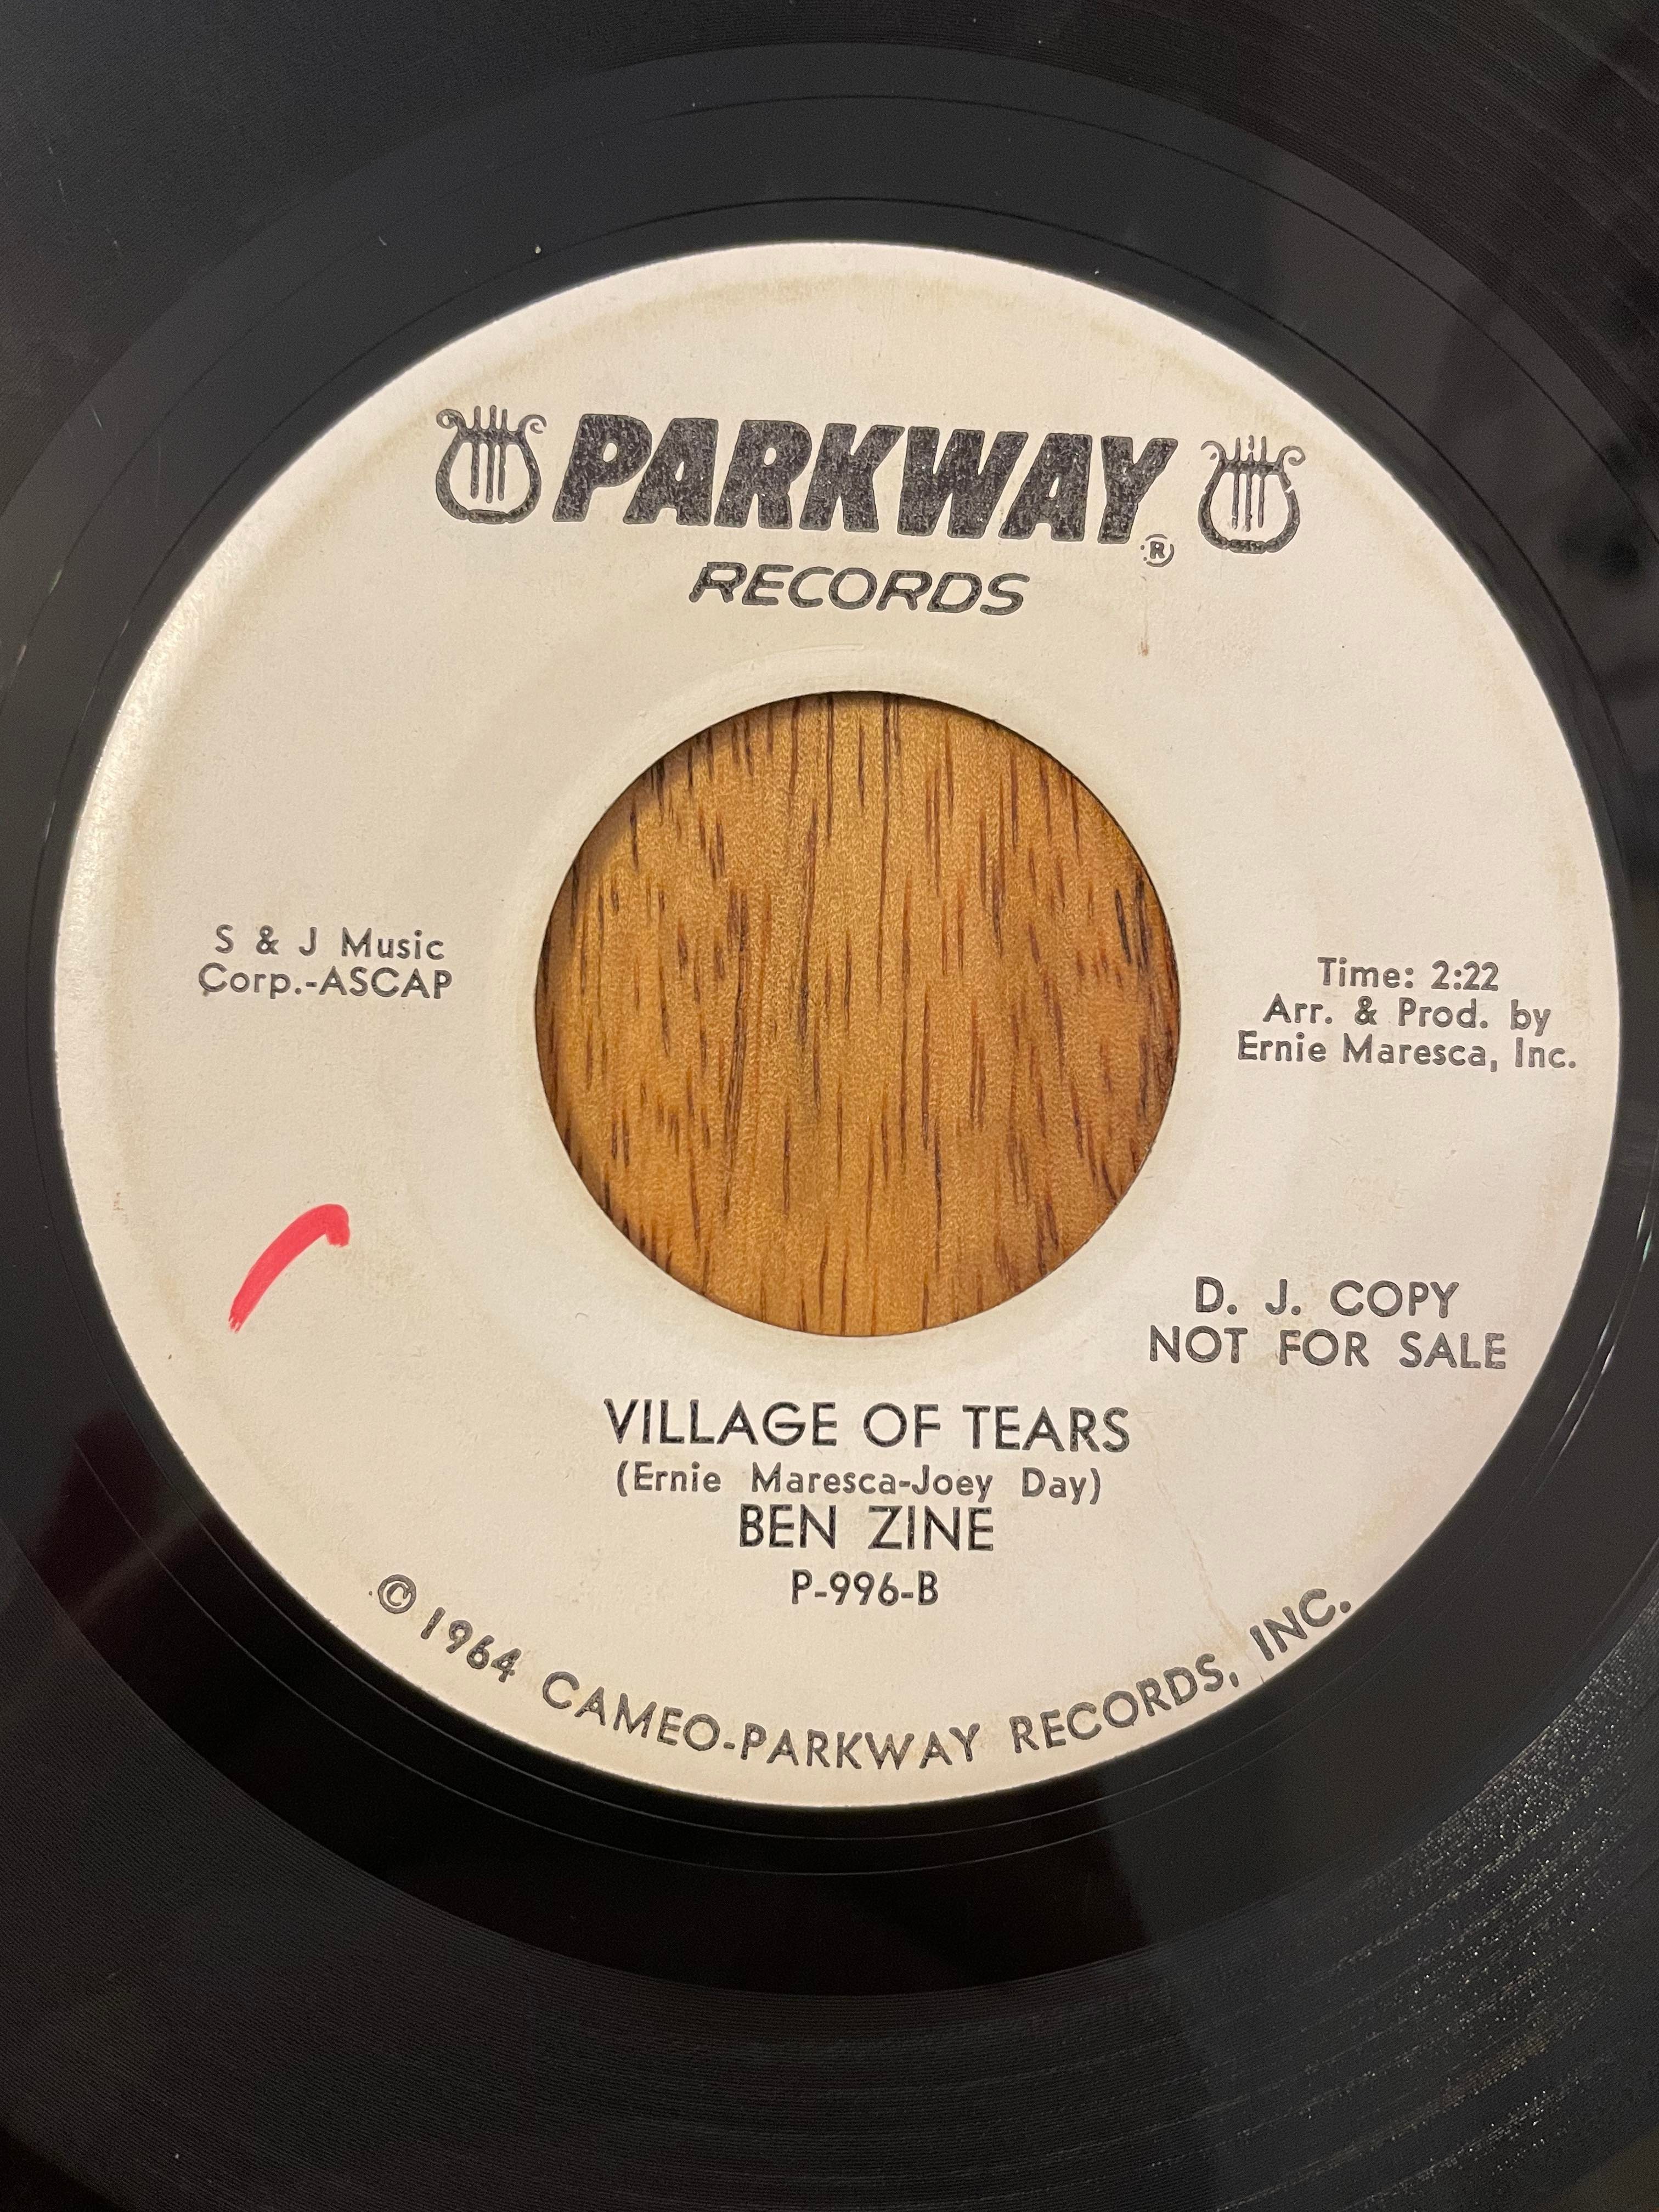 PARKWAY®
RECORDS
S & J Music
Corp.-ASCAP
Time: 2:22
Arr. & Prod. by
Ernie Maresca, Inc.
D. J. COPY
NOT FOR SALE
VILLAGE OF TEARS
(Ernie Maresca-Joey Day)
BEN ZINE
P-996-B
© 1964 CAMEO-PARKWAY RECORDS, INC.